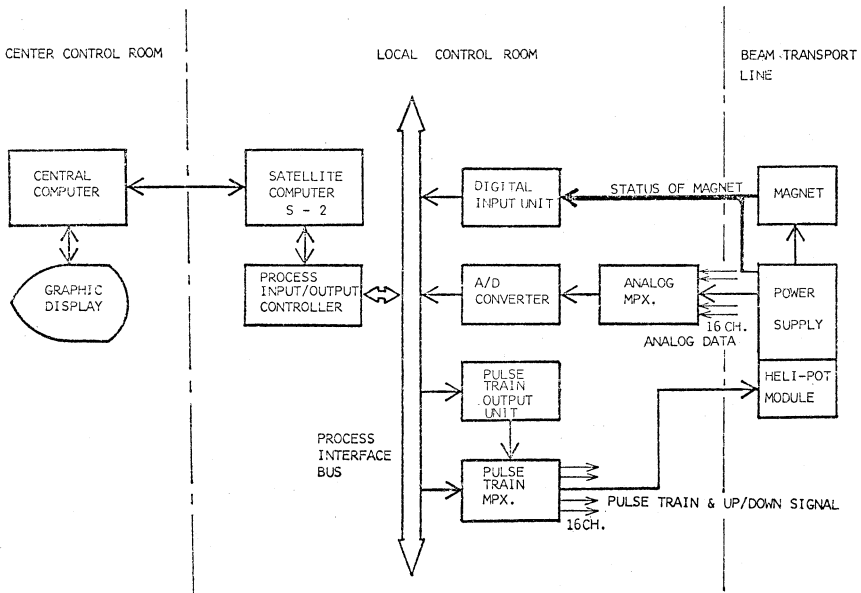 CENTER CONTROL ROOM
LOCAL CONTROL ROOM
BEAM TRANSPORT
LINE
CENTRAL
COMPUTER
SATELLITE
COMPUTER
S - 2
DIGITAL
INPUT UNIT
STATUS OF MAGNET
MAGNET
GRAPHIC
DISPLAY
PROCESS
INPUT/OUTPUT
CONTROLLER
A/D
CONVERTER
ANALOG
MPX.
16 CH.
ANALOG DATA
POWER
SUPPLY
HELI-POT
MODULE
PULSE
TRAIN
OUTPUT
UNIT
PROCESS
INTERFACE
BUS
PULSE
TRAIN
MPX.
16CH.
PULSE TRAIN & UP/DOWN SIGNAL